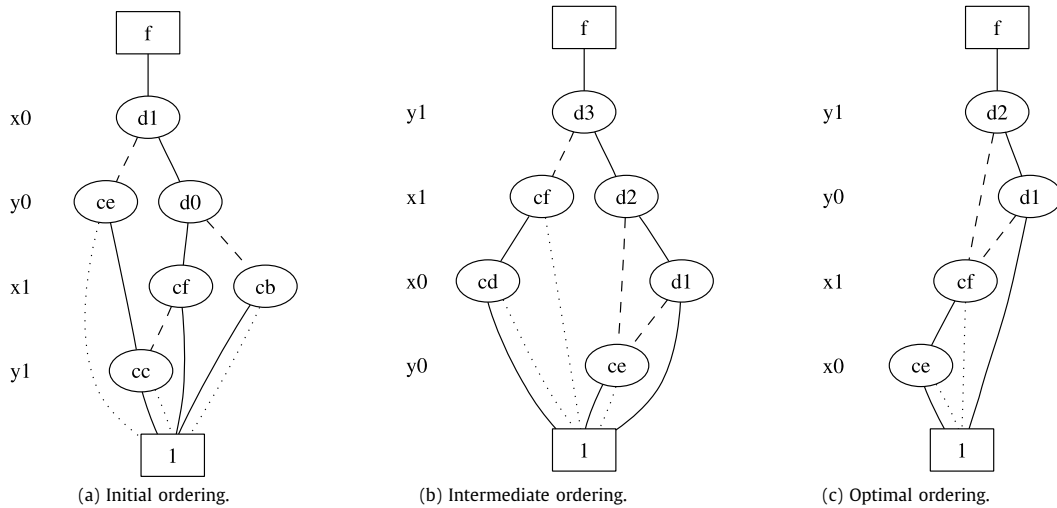 f
x0
d1
y0
ce
d0
x1
cf
cb
y1
cc
1
(a) Initial ordering.
f
y1
d3
x1
cf
d2
x0
cd
d1
y0
ce
1
(b) Intermediate ordering.
f
y1
d2
y0
d1
x1
cf
x0
ce
1
(c) Optimal ordering.